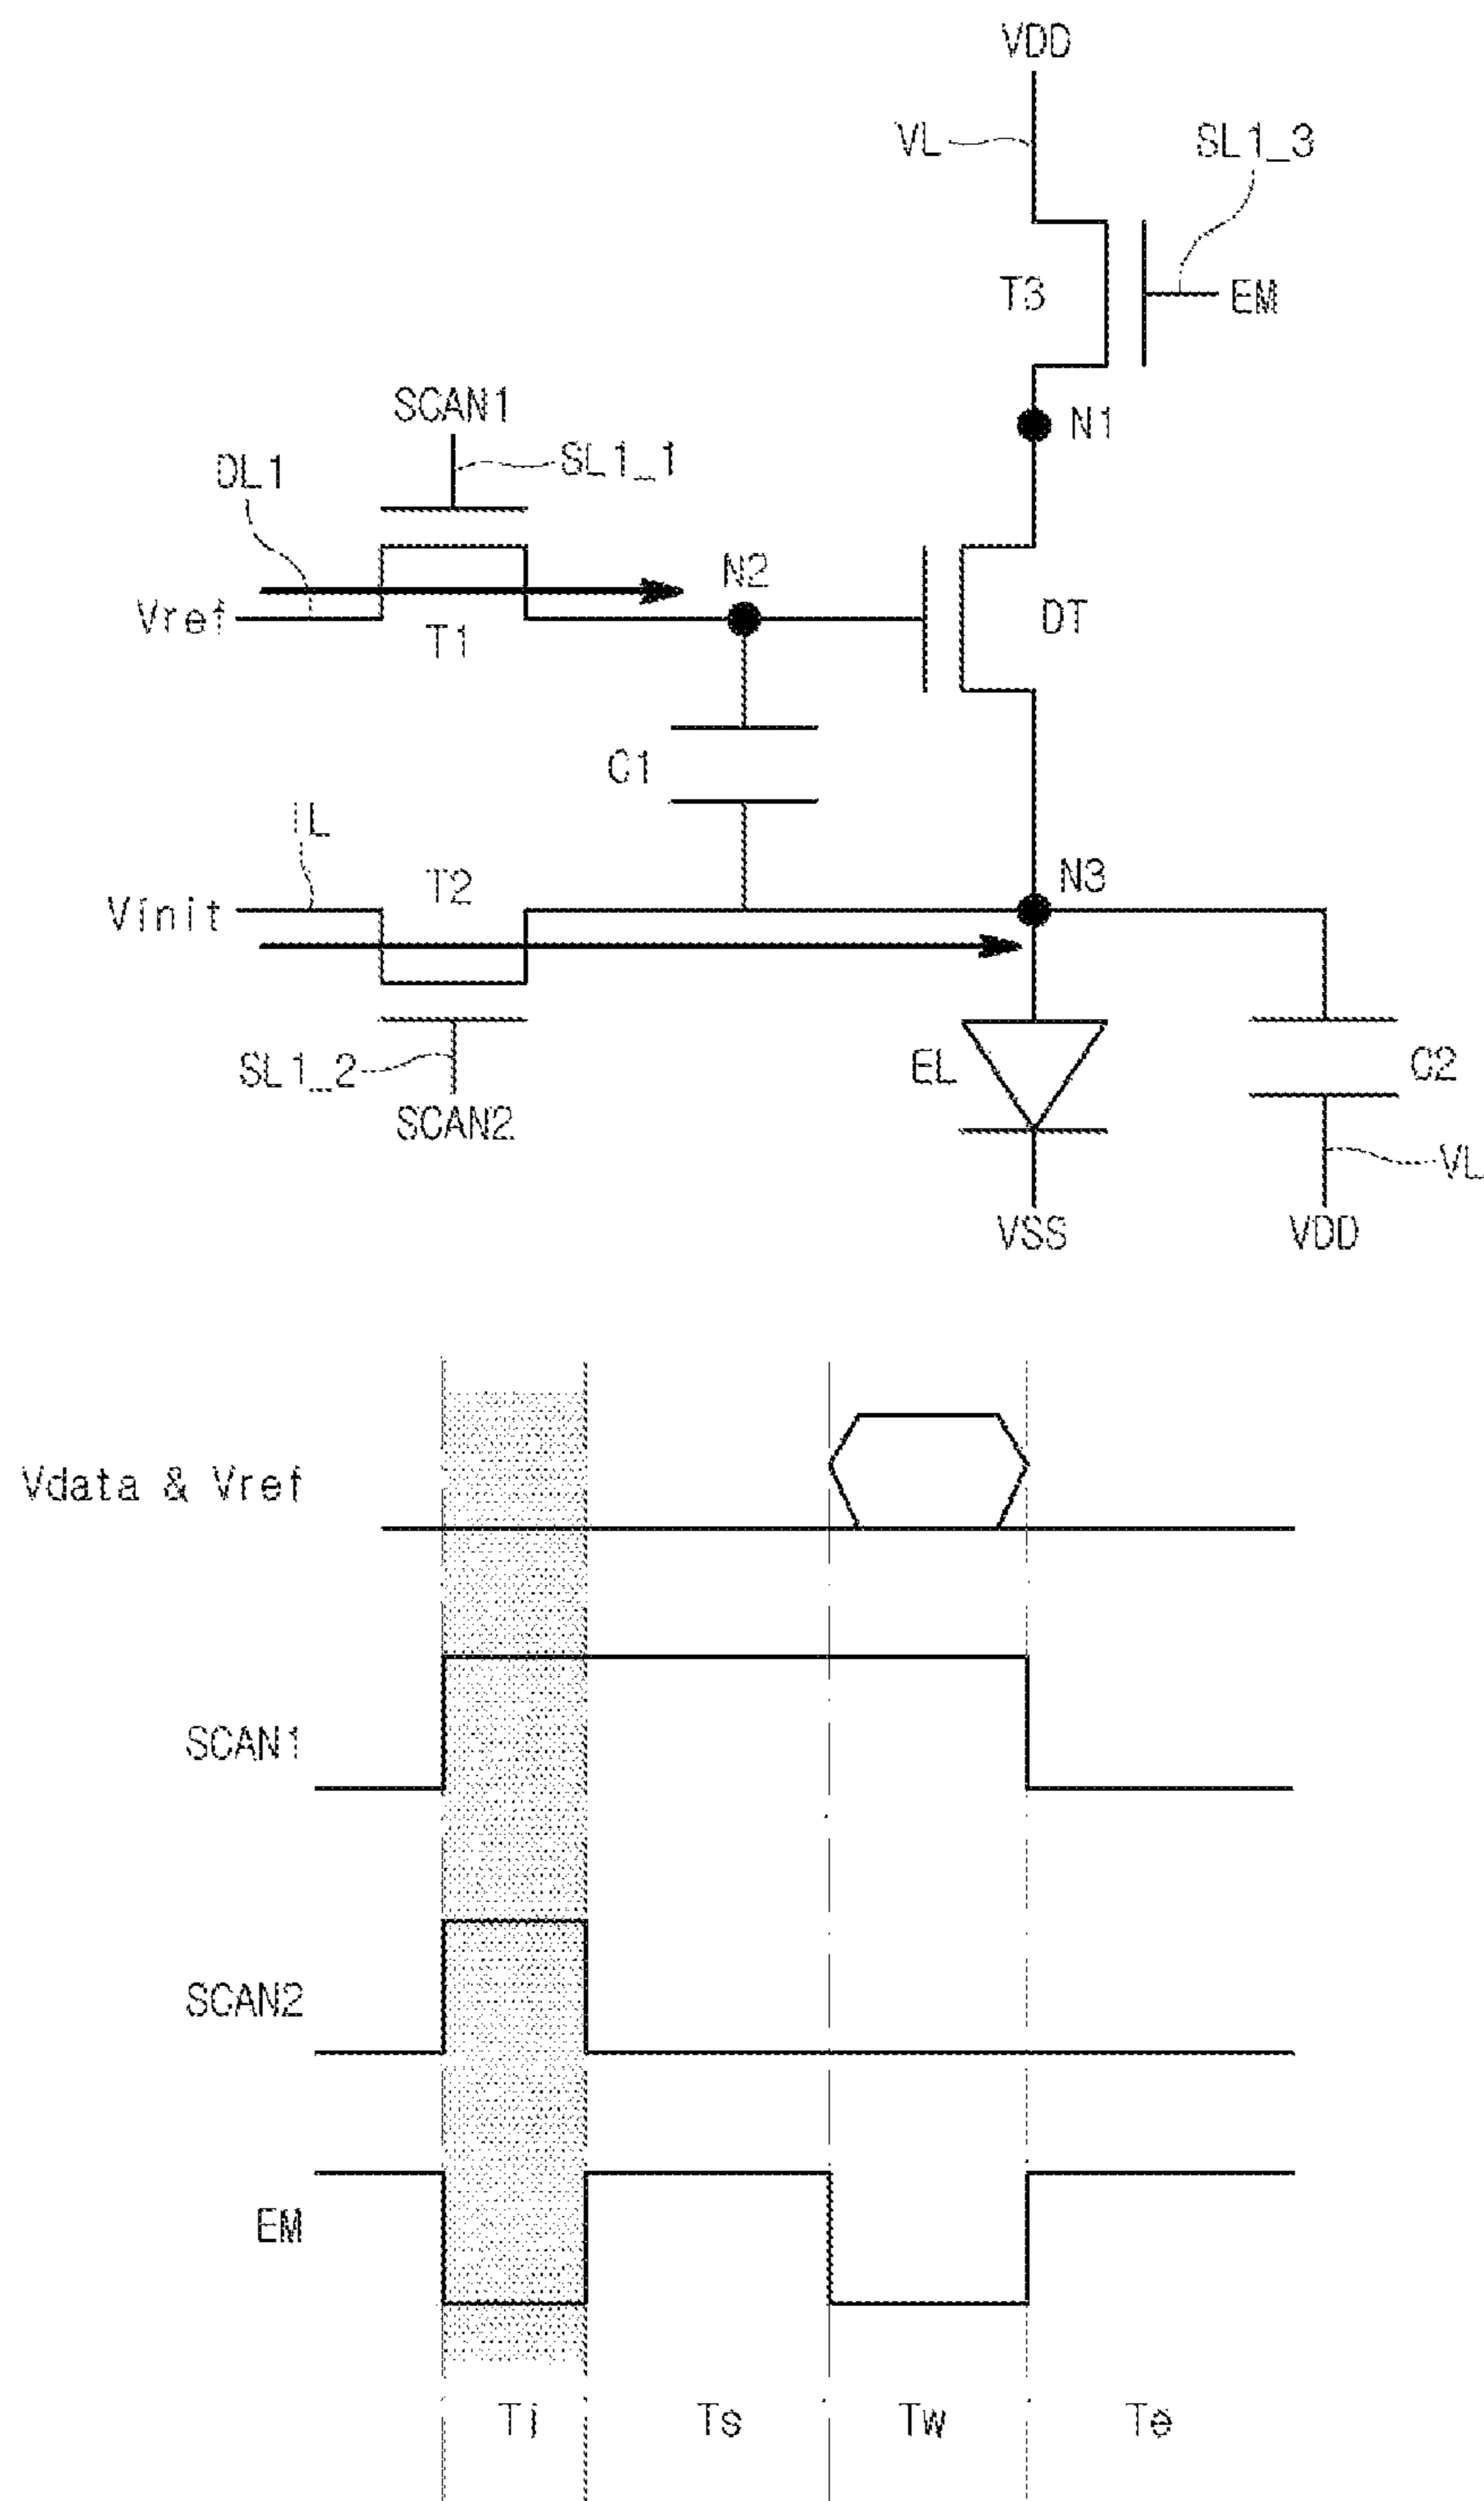 VDD
VL
SL1_3
T3
EM
SCAN1
N1
DL1
SL1_1
N2
Vref
T1
DT
C1
IL
T2
N3
Vinit
SL1_2
EL
C2
SCAN2
VL
VSS
VDD
Vdata & Vref
SCAN1
SCAN2
EM
Ti
Ts
Tw
Te